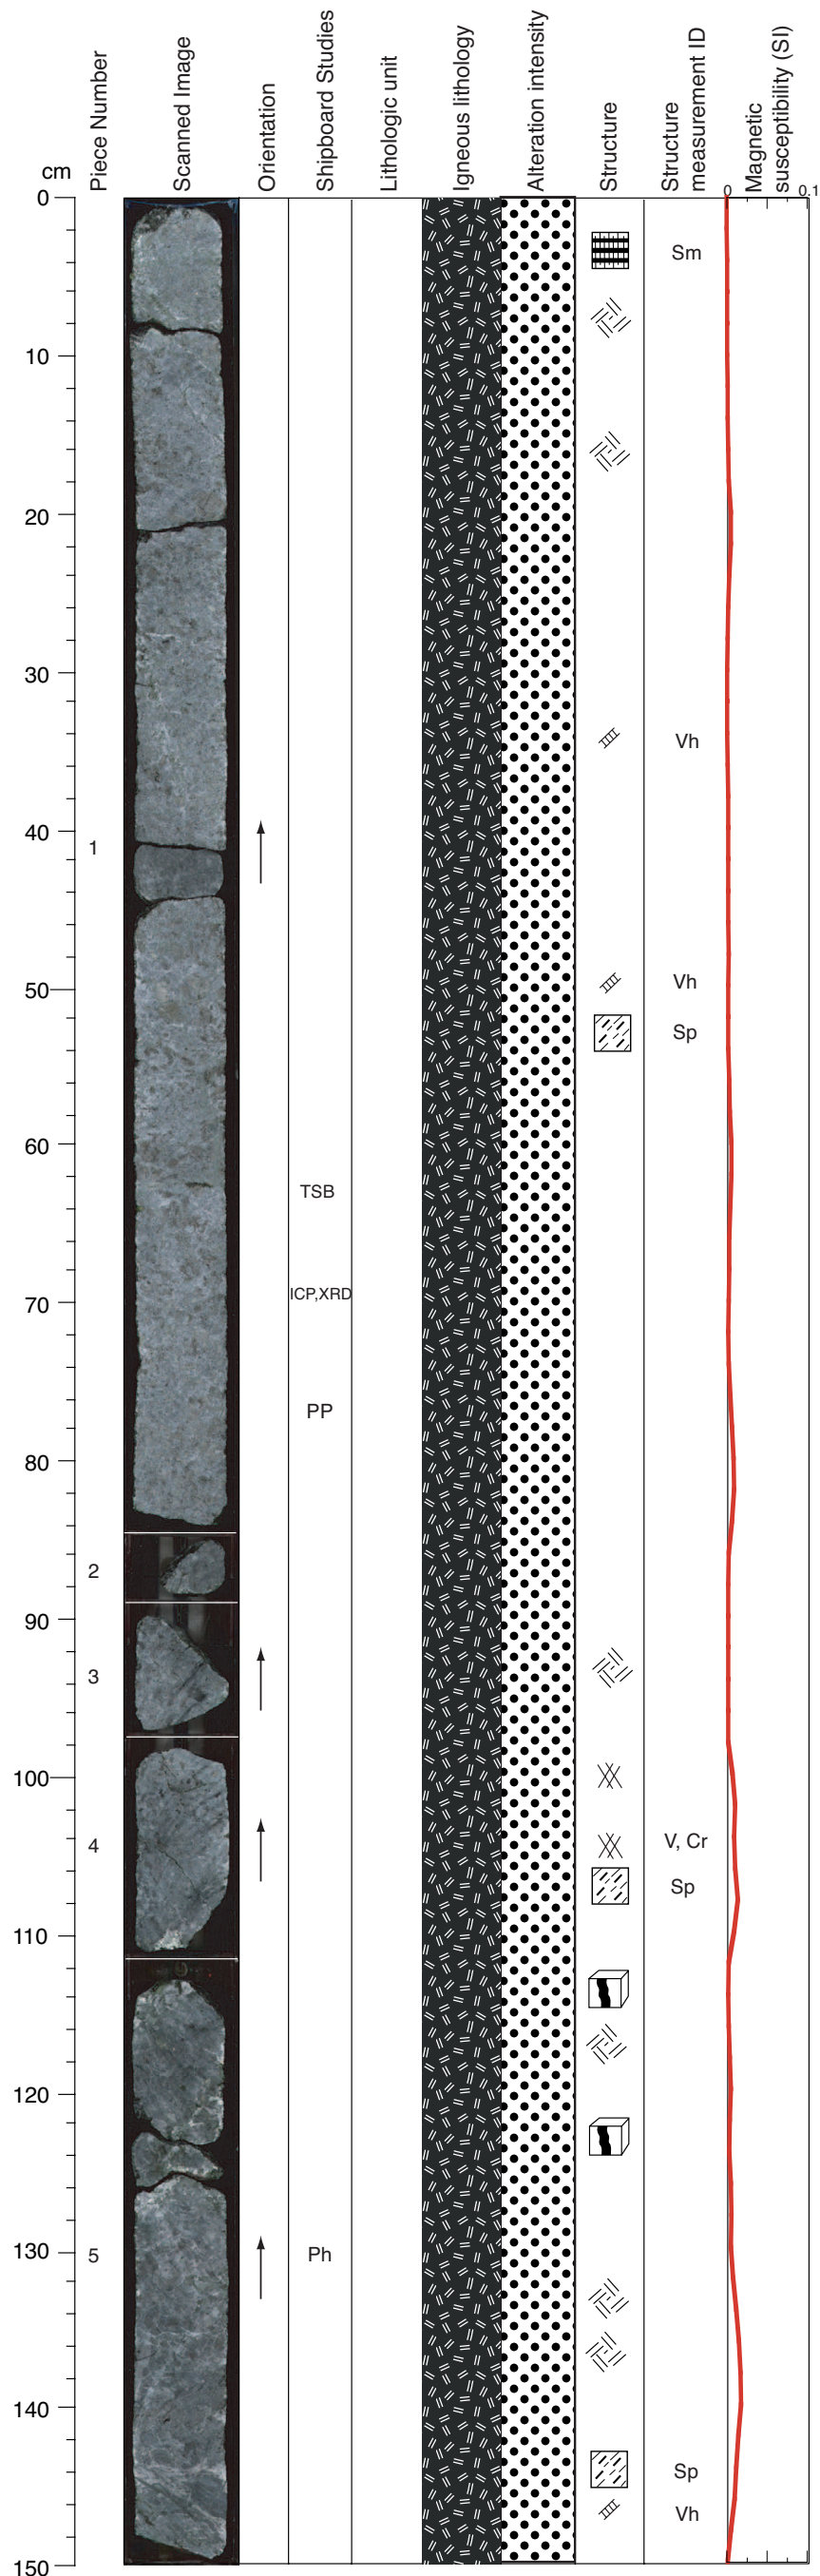 cm
Piece Number
Scanned Image
Orientation
Shipboard Studies
Lithologic unit
Igneous lithology
Alteration intensity
Structure
Structure
measurement ID
Magnetic
susceptibility (SI)
0 0.1
0
Sm
10
20
30
Vh
40
1
50
Vh
Sp
60
TSB
ICP,XRD
70
PP
80
2
90
3
100
4
V, Cr
Sp
110
120
130
5
Ph
140
Sp
Vh
150